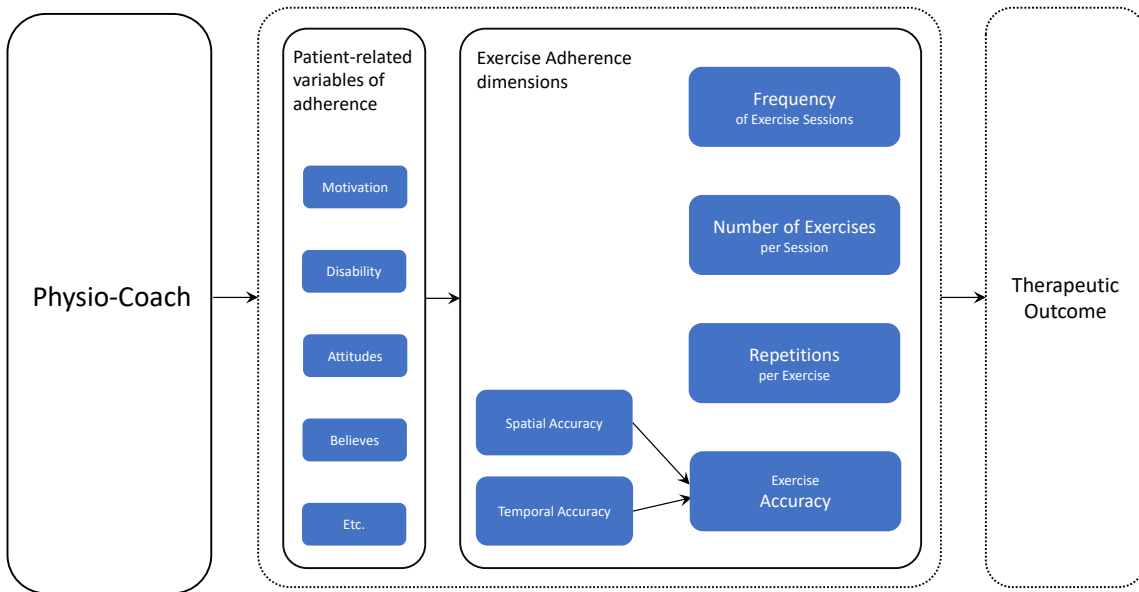 Physio-Coach
Patient-related
variables of
adherence
Motivation
Disability
Attitudes
Believes
Etc.
Exercise Adherence
dimensions
Frequency
of Exercise Sessions
Number of Exercises
per Session
Repetitions
per Exercise
Spatial Accuracy
Temporal Accuracy
Exercise
Accuracy
Therapeutic
Outcome